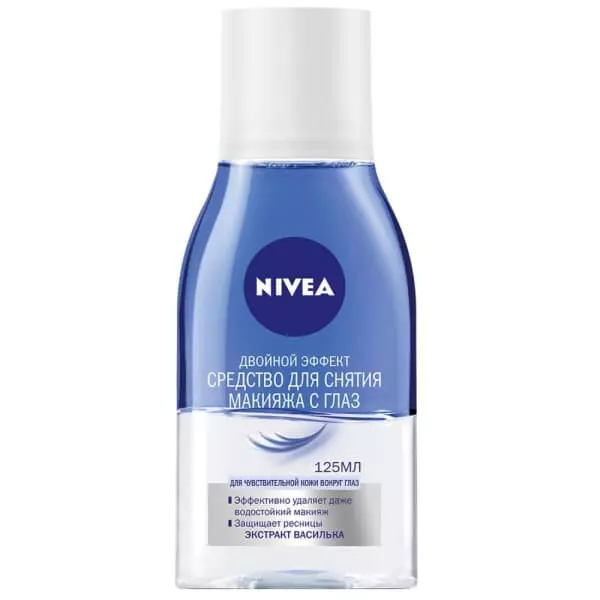 NIVEA
ДВОЙНОЙ ЭФФЕКТ
СРЕДСТВО ДЛЯ СНЯТИЯ
МАКИЯЖА С ГЛАЗ
125МЛ
ДЛЯ ЧУВСТВИТЕЛЬНОЙ КОЖИ ВОКРУГ ГЛАЗ
Эффективно удаляет даже
водостойкий макияж
Защищает ресницы
ЭКСТРАКТ ВАСИЛЬКА